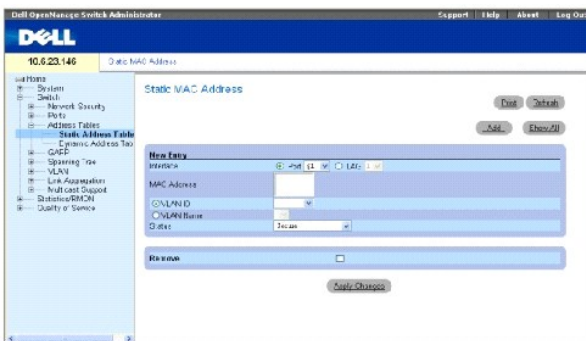 Dell OpenManage Switch Administrator
Support Help About Log Out
DELL
10.6.23.146
Static MAC Address
Home
System
Switch
Network Security
Ports
Address Tables
Static Address Table
Dynamic Address Tab
GARP
Spanning Tree
VLAN
Link Aggregation
Multicast Support
Statistics/RMON
Quality of Service
Static MAC Address
Print Refresh
Add Show All
New Entry
Interface Port LAG
MAC Address
VLAN ID
VLAN Name
Status Secure
Remove
Apply Changes